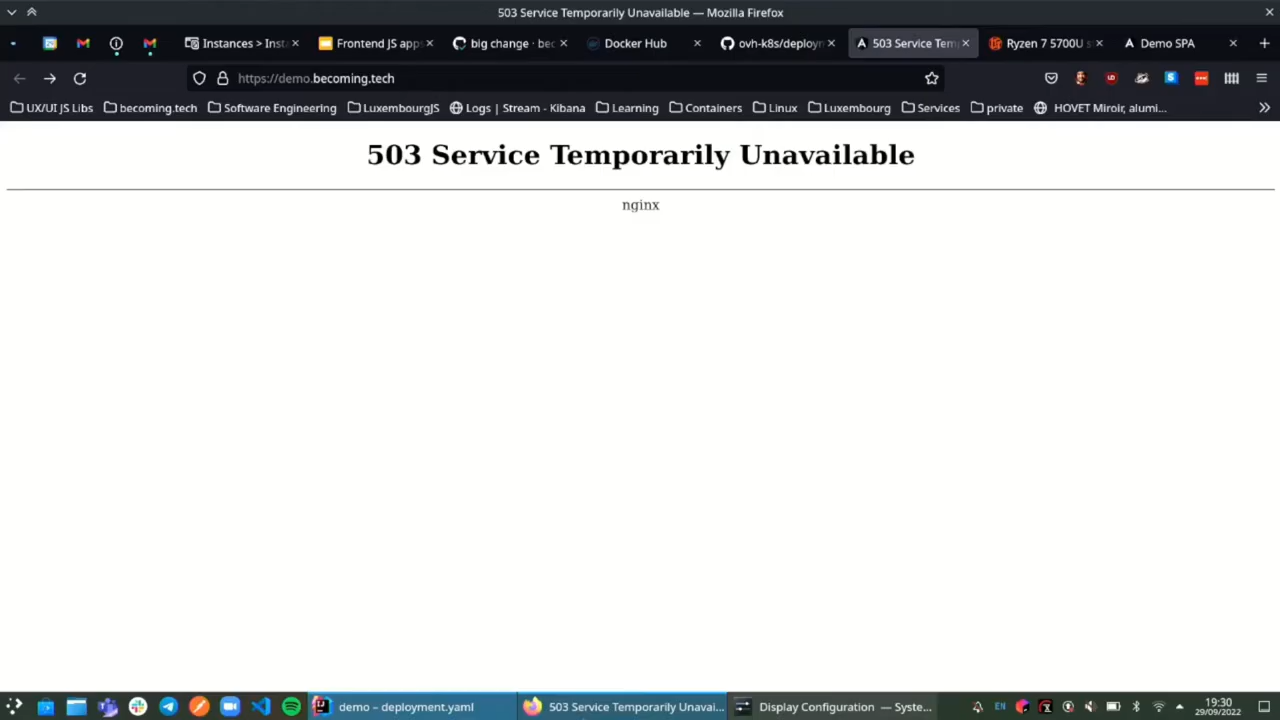 503 Service Temporarily Unavailable — Mozilla Firefox
Instances > Inst
Frontend JS app
big change · bec
Docker Hub
ovh-k8s/deploym
503 Service Tem
Ryzen 7 5700U s
Demo SPA
https://demo.becoming.tech
UX/UI JS Libs
becoming.tech
Software Engineering
LuxembourgJS
Logs | Stream - Kibana
Learning
Containers
Linux
Luxembourg
Services
private
HOVET Miroir, alumi...
503 Service Temporarily Unavailable
nginx
demo – deployment.yaml
503 Service Temporarily Unavai...
Display Configuration — Syste...
EN
19:30
29/09/2022